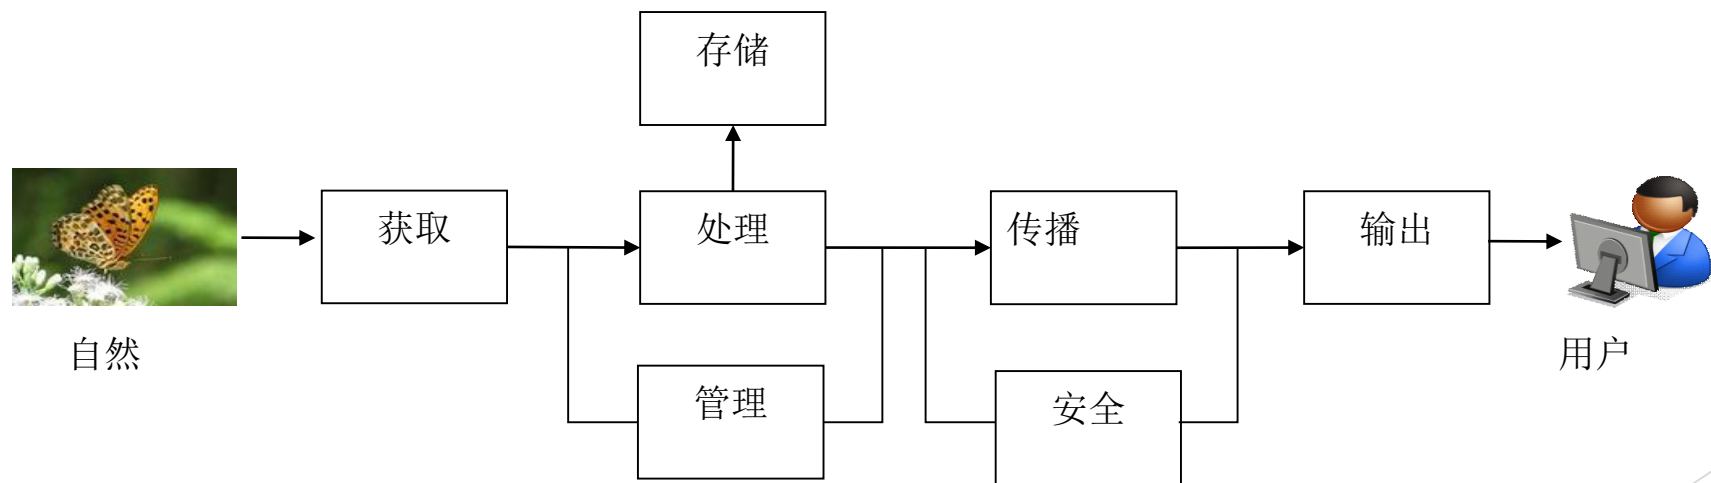 存储
获取
处理
传播
输出
自然
用户
管理
安全